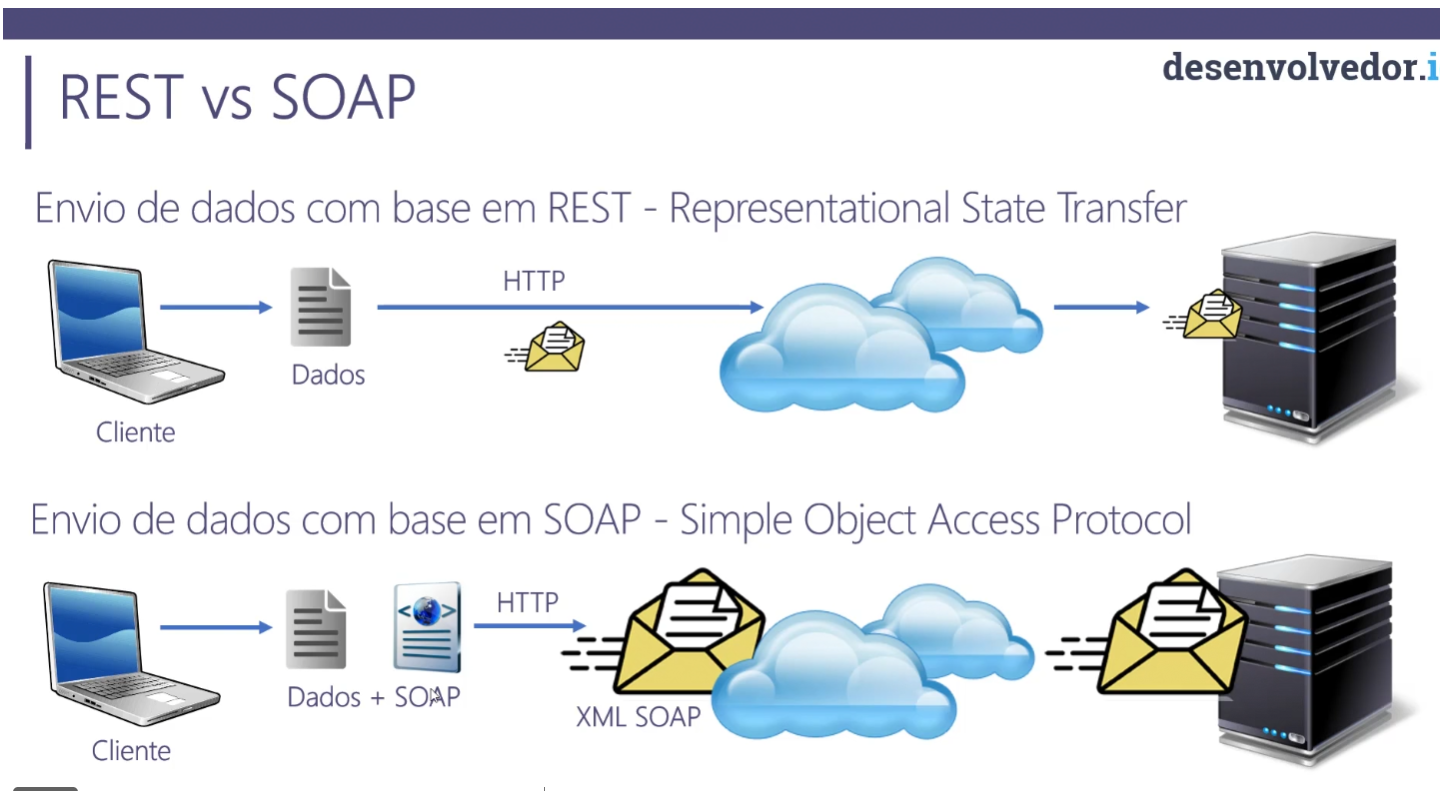 desenvolvedor.i
REST vs SOAP
Envio de dados com base em REST - Representational State Transfer
HTTP
Dados
Cliente
Envio de dados com base em SOAP - Simple Object Access Protocol
HTTP
Dados + SOAP
XML SOAP
Cliente